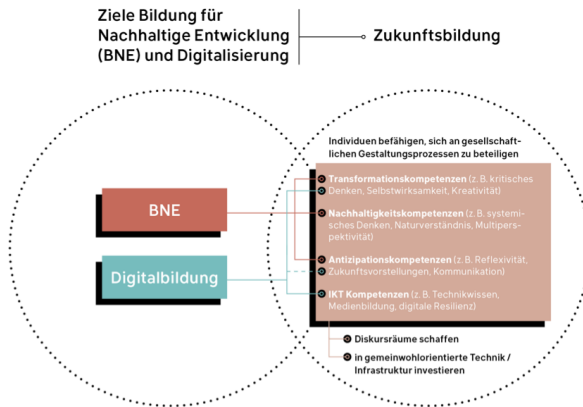 Ziele Bildung für
Nachhaltige Entwicklung
(BNE) und Digitalisierung
Zukunftsbildung
BNE
Digitalbildung
Individuen befähigen, sich an gesellschaft-
lichen Gestaltungsprozessen zu beteiligen
Transformationskompetenzen (z. B. kritisches
Denken, Selbstwirksamkeit, Kreativität)
Nachhaltigkeitskompetenzen (z. B. systemi-
sches Denken, Naturverständnis, Multipers-
pektivität)
Antizipationskompetenzen (z. B. Reflexivität,
Zukunftsvorstellungen, Kommunikation)
IKT Kompetenzen (z. B. Technikwissen,
Medienbildung, digitale Resilienz)
Diskursräume schaffen
in gemeinwohlorientierte Technik /
Infrastruktur investieren